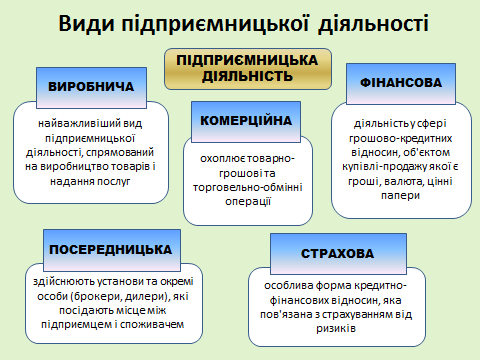 Види підприємницької діяльності
ПІДПРИЄМНИЦЬКА
ДІЯЛЬНІСТЬ
ВИРОБНИЧА
найважливіший вид
підприємницької
діяльності, спрямований
на виробництво товарів і
надання послуг
КОМЕРЦІЙНА
охоплює товарно-
грошові та
торговельно-обмінні
операції
ФІНАНСОВА
діяльність у сфері
грошово-кредитних
відносин, об'єктом
купівлі-продажу якої є
гроші, валюта, цінні
папери
ПОСЕРЕДНИЦЬКА
здійснюють установи та окремі
особи (брокери, дилери), які
посідають місце між
підприємцем і споживачем
СТРАХОВА
особлива форма кредитно-
фінансових відносин, яка
пов'язана з страхуванням від
ризиків